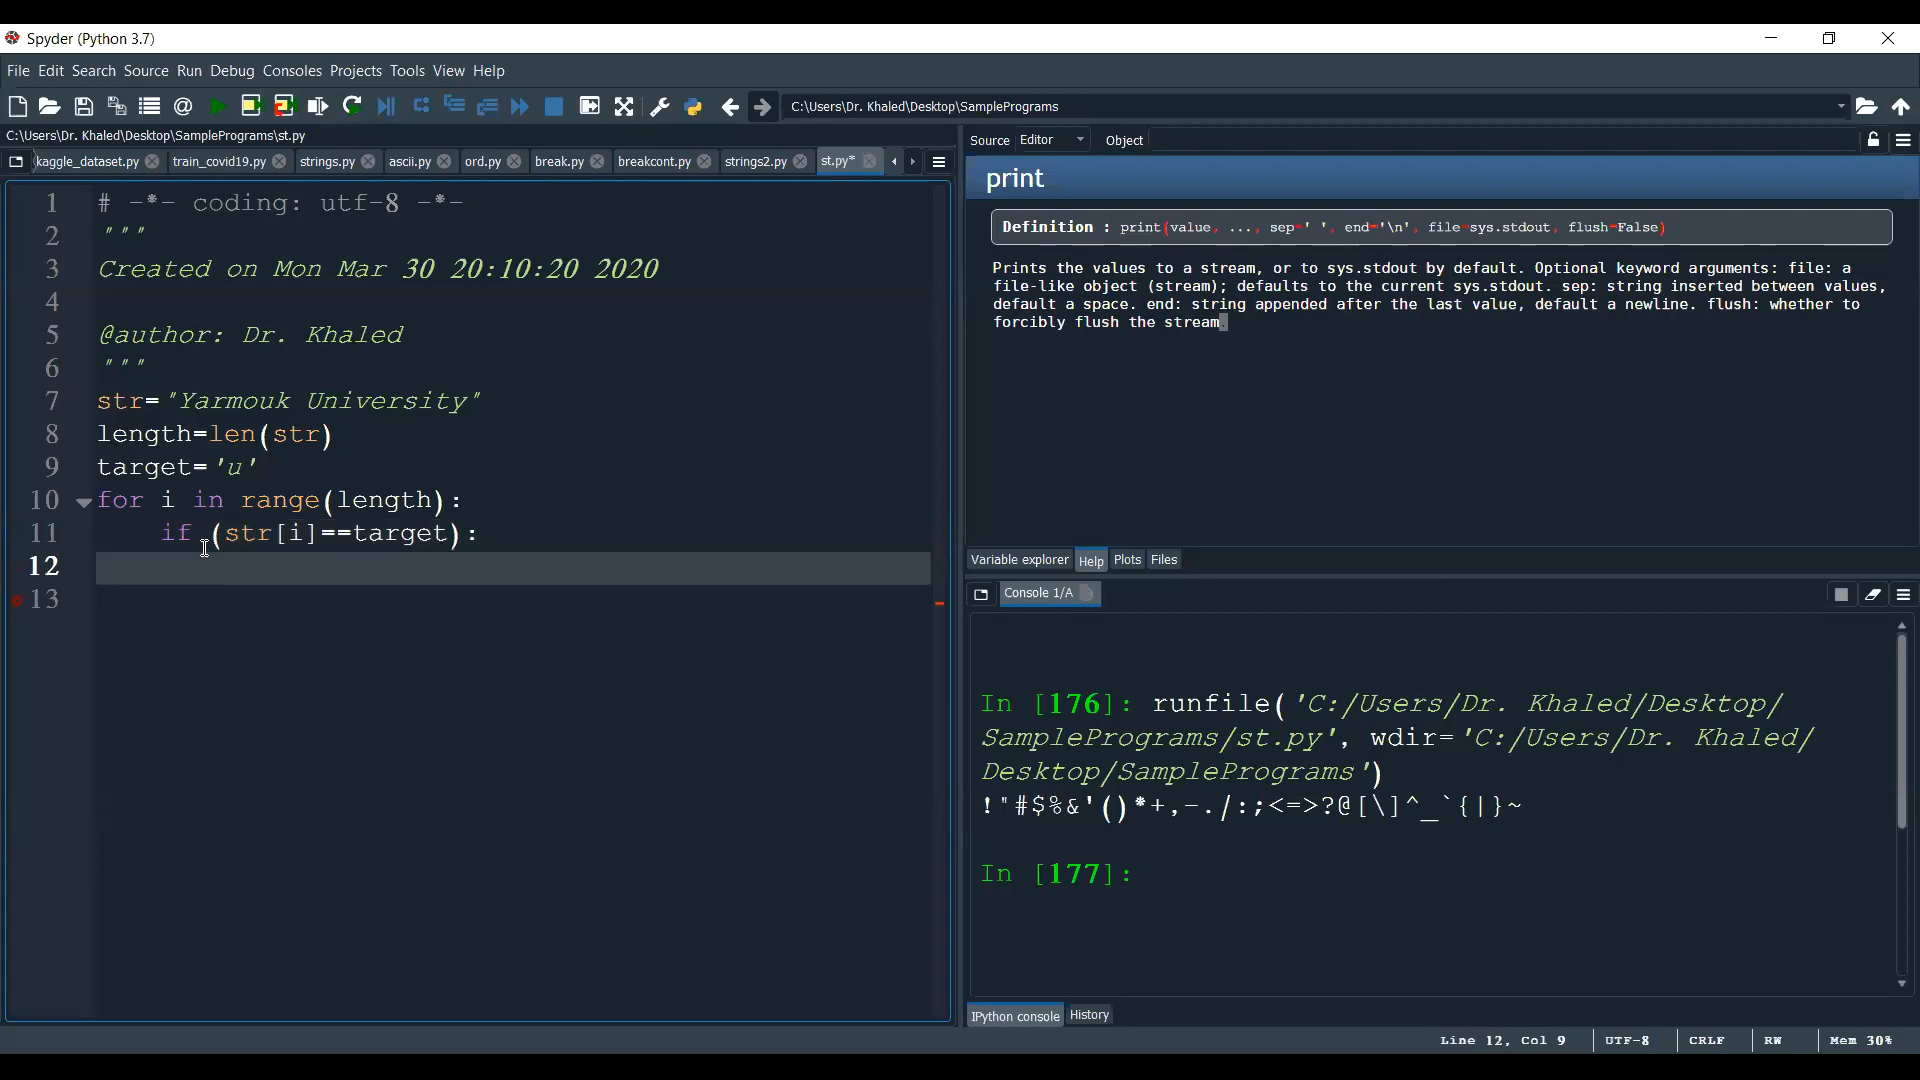 Spyder (Python 3.7)
File Edit Search Source Run Debug Consoles Projects Tools View Help
C:\Users\Dr. Khaled\Desktop\SamplePrograms
C:\Users\Dr. Khaled\Desktop\SamplePrograms\st.py
kaggle_dataset.py train_covid19.py strings.py ascii.py ord.py break.py breakcont.py strings2.py st.py*
1 # -*- coding: utf-8 -*-
2 """
3 Created on Mon Mar 30 20:10:20 2020
4
5 @author: Dr. Khaled
6 """
7 str="Yarmouk University"
8 length=len(str)
9 target='u'
10 for i in range(length):
11 if (str[i]==target):
12
13
Source Editor Object
print
Definition : print(value, ..., sep=' ', end='\n', file=sys.stdout, flush=False)
Prints the values to a stream, or to sys.stdout by default. Optional keyword arguments: file: a
file-like object (stream); defaults to the current sys.stdout. sep: string inserted between values,
default a space. end: string appended after the last value, default a newline. flush: whether to
forcibly flush the stream.
Variable explorer Help Plots Files
Console 1/A
In [176]: runfile('C:/Users/Dr. Khaled/Desktop/
SamplePrograms/st.py', wdir='C:/Users/Dr. Khaled/
Desktop/SamplePrograms')
!"#$%&'()*+,-./:;<=>?@[\]^_`{|}~
In [177]:
IPython console History
Line 12, Col 9 UTF-8 CRLF RW Mem 30%